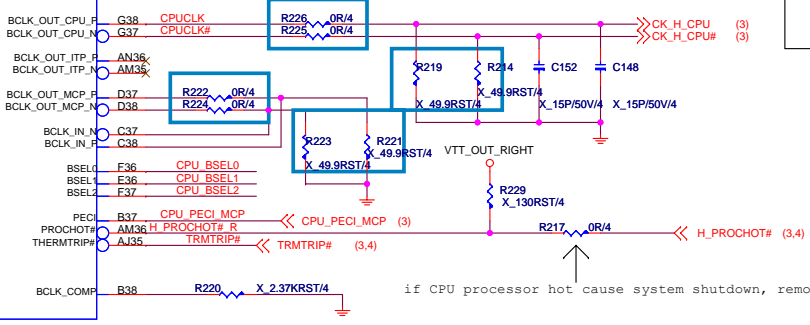 BCLK_OUT_CPU_P G38 CPUCLK R226 0R/4 CK_H_CPU (3)
BCLK_OUT_CPU_N G37 CPUCLK# R225 0R/4 CK_H_CPU# (3)
BCLK_OUT_ITP_P AN36
BCLK_OUT_ITP_N AM35
R219 R214 C152 C148
BCLK_OUT_MCP_P D37 R222 0R/4
BCLK_OUT_MCP_N D38 R224 0R/4
X_49.9RST/4 X_49.9RST/4 X_15P/50V/4 X_15P/50V/4
BCLK_IN_N C37
BCLK_IN_P C38
R223 R221
X_49.9RST/4 X_49.9RST/4
VTT_OUT_RIGHT
BSEL0 F36 CPU_BSEL0
BSEL1 E36 CPU_BSEL1
BSEL2 F37 CPU_BSEL2
R229
X_130RST/4
PECI B37 CPU_PECI_MCP CPU_PECI_MCP (3)
PROCHOT# AM36 H_PROCHOT#_R R217 0R/4 H_PROCHOT# (3,4)
THERMTRIP# AJ35 TRMTRIP# TRMTRIP# (3,4)
BCLK_COMP B38 R220 X_2.37KRST/4
if CPU processor hot cause system shutdown, remo